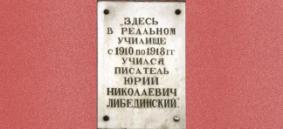 "ЗДЕСЬ
В РЕАЛЬНОМ
УЧИЛИЩЕ
С 1910 ПО 1918 ГГ
УЧИЛСЯ
ПИСАТЕЛЬ
ЮРИЙ
НИКОЛАЕВИЧ
ЛИБЕДИНСКИЙ"